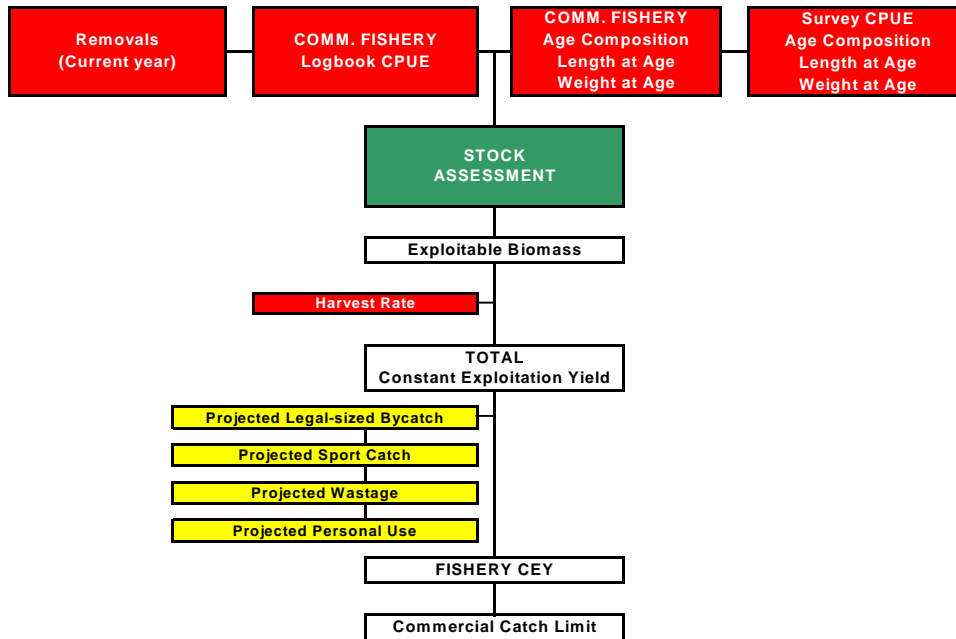 Removals
(Current year)
COMM. FISHERY
Logbook CPUE
COMM. FISHERY
Age Composition
Length at Age
Weight at Age
Survey CPUE
Age Composition
Length at Age
Weight at Age
STOCK
ASSESSMENT
Exploitable Biomass
Harvest Rate
TOTAL
Constant Exploitation Yield
Projected Legal-sized Bycatch
Projected Sport Catch
Projected Wastage
Projected Personal Use
FISHERY CEY
Commercial Catch Limit